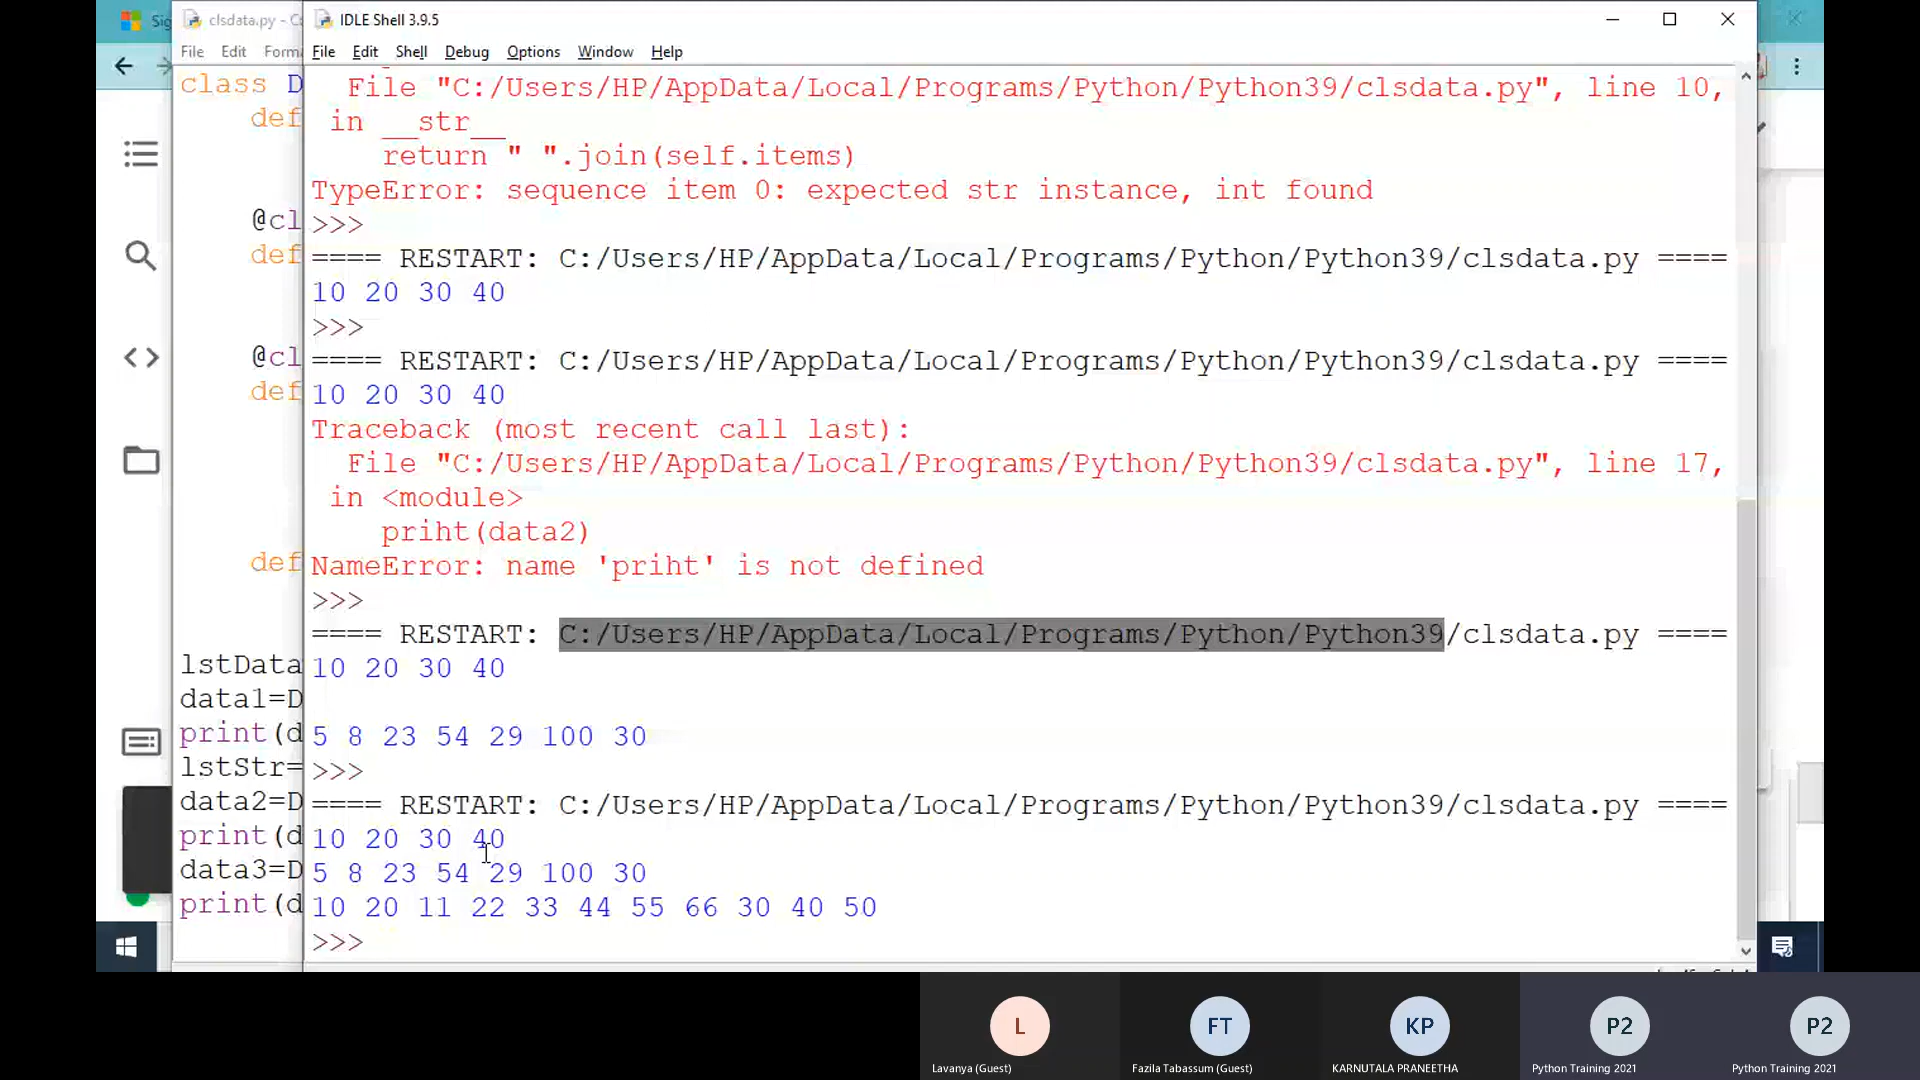 Sig
clsdata.py - C
IDLE Shell 3.9.5
File Edit Form
File Edit Shell Debug Options Window Help
class D
def
@cl
def
@cl
def
def
lstData
data1=D
print(d
lstStr=
data2=D
print(d
data3=D
print(d
File "C:/Users/HP/AppData/Local/Programs/Python/Python39/clsdata.py", line 10,
in __str__
return " ".join(self.items)
TypeError: sequence item 0: expected str instance, int found
>>>
==== RESTART: C:/Users/HP/AppData/Local/Programs/Python/Python39/clsdata.py ====
10 20 30 40
>>>
==== RESTART: C:/Users/HP/AppData/Local/Programs/Python/Python39/clsdata.py ====
10 20 30 40
Traceback (most recent call last):
File "C:/Users/HP/AppData/Local/Programs/Python/Python39/clsdata.py", line 17,
in <module>
priht(data2)
NameError: name 'priht' is not defined
>>>
==== RESTART: C:/Users/HP/AppData/Local/Programs/Python/Python39/clsdata.py ====
10 20 30 40
5 8 23 54 29 100 30
>>>
==== RESTART: C:/Users/HP/AppData/Local/Programs/Python/Python39/clsdata.py ====
10 20 30 40
5 8 23 54 29 100 30
10 20 11 22 33 44 55 66 30 40 50
>>>
L FT KP P2 P2
Lavanya (Guest) Fazila Tabassum (Guest) KARNUTALA PRANEETHA Python Training 2021 Python Training 2021